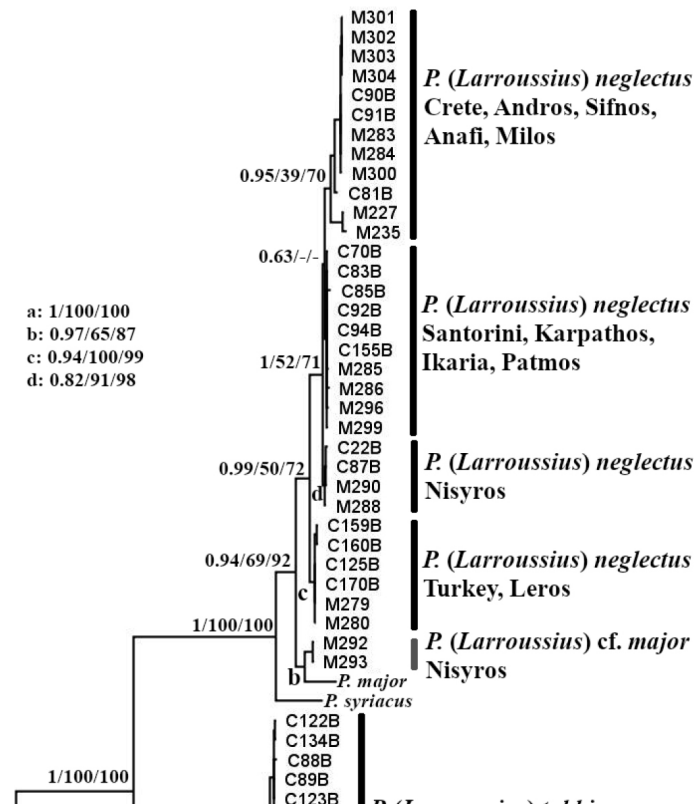 M301
M302
M303
M304
C90B
C91B
M283
M284
M300
C81B
M227
M235
P. (Larroussius) neglectus
Crete, Andros, Sifnos,
Anafi, Milos
0.95/39/70
0.63/-/-
C70B
C83B
C85B
C92B
C94B
C155B
M285
M286
M296
M299
P. (Larroussius) neglectus
Santorini, Karpathos,
Ikaria, Patmos
a: 1/100/100
b: 0.97/65/87
c: 0.94/100/99
d: 0.82/91/98
1/52/71
C22B
C87B
M290
M288
P. (Larroussius) neglectus
Nisyros
0.99/50/72
d
C159B
C160B
C125B
C170B
M279
M280
P. (Larroussius) neglectus
Turkey, Leros
0.94/69/92
c
1/100/100
M292
M293
P. (Larroussius) cf. major
Nisyros
b
P. major
P. syriacus
C122B
C134B
C88B
C89B
C123B
1/100/100